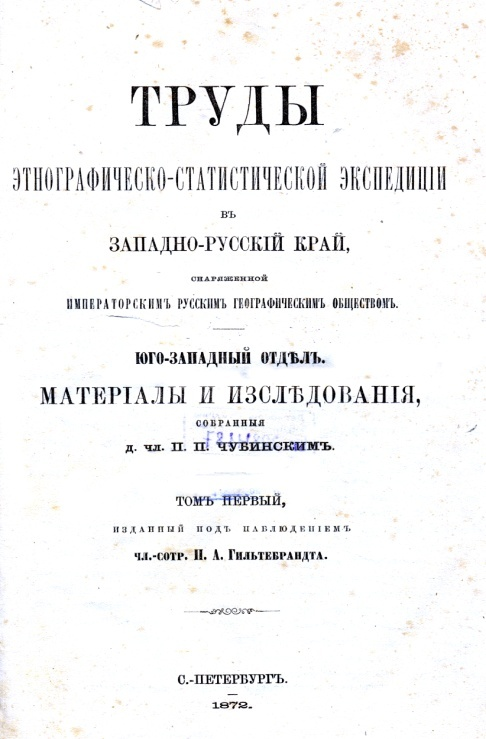 ТРУДЫ
ЭТНОГРАФИЧЕСКО-СТАТИСТИЧЕСКОЙ ЭКСПЕДИЦІИ
ВЪ
ЗАПАДНО-РУССКІЙ КРАЙ,
СНАРЯЖЕННОЙ
ИМПЕРАТОРСКИМЪ РУССКИМЪ ГЕОГРАФИЧЕСКИМЪ ОБЩЕСТВОМЪ.
ЮГО-ЗАПАДНЫЙ ОТДѢЛЪ.
МАТЕРІАЛЫ И ИЗСЛѢДОВАНІЯ,
СОБРАННЫЯ
Д. ЧЛ. П. П. ЧУБИНСКИМЪ.
ТОМЪ ПЕРВЫЙ,
ИЗДАННЫЙ ПОДЪ НАБЛЮДЕНІЕМЪ
ЧЛ.-СОТР. П. А. ГИЛЬТЕБРАНДТА.
С.-ПЕТЕРБУРГЪ.
1872.